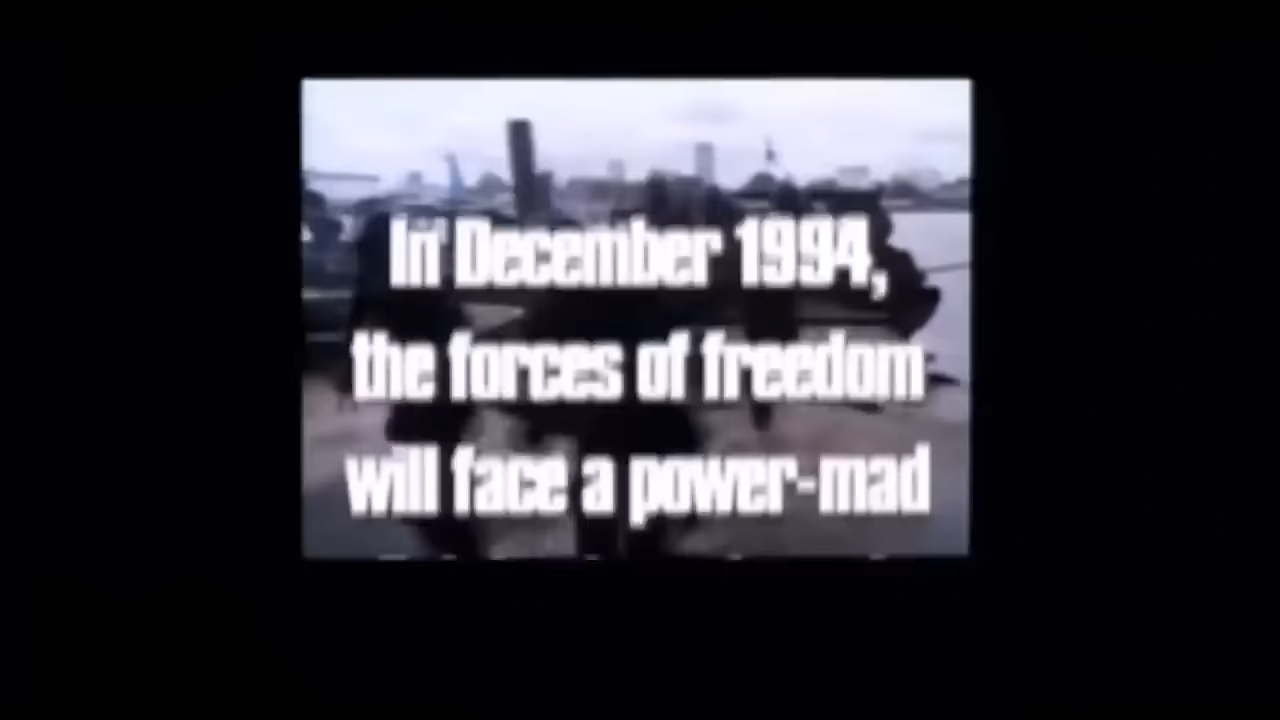 In December 1994,
the forces of freedom
will face a power-mad